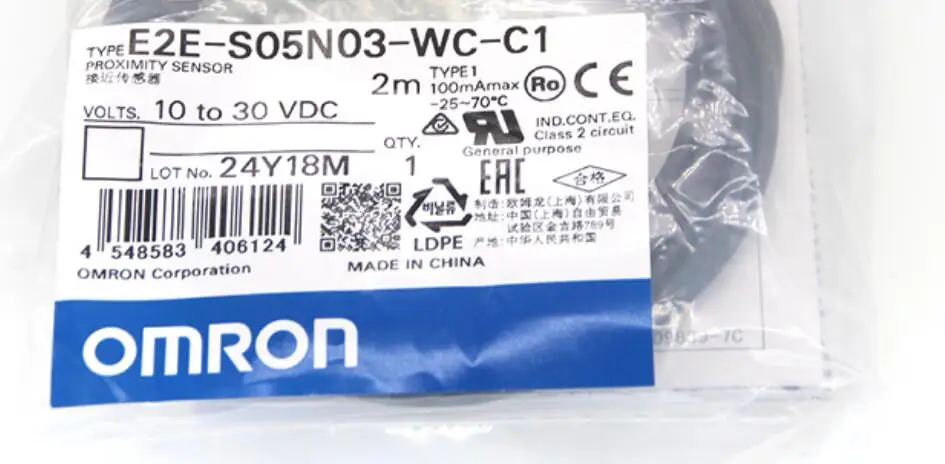 TYPE E2E-S05N03-WC-C1
PROXIMITY SENSOR
接近传感器
2m
TYPE1
100mAmax
-25~70°C
Ro
CE
VOLTS. 10 to 30 VDC
IND.CONT.EQ.
Class 2 circuit
General purpose
QTY.
LOT No. 24Y18M 1
EAC
合格
制造: 欧姆龙(上海)有限公司
地址: 中国(上海)自由贸易
试验区金吉路789号
产地: 中华人民共和国
비닐류
LDPE
4 548583 406124
OMRON Corporation
MADE IN CHINA
OMRON